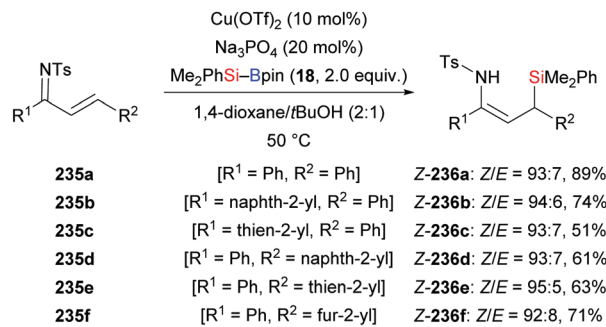 Cu(OTf)2 (10 mol%)
Na3PO4 (20 mol%)
Me2PhSi–Bpin (18, 2.0 equiv.)
1,4-dioxane/tBuOH (2:1)
50 °C
NTs
R1
R2
Ts
NH
SiMe2Ph
R1
R2
235a [R1 = Ph, R2 = Ph] Z-236a: Z/E = 93:7, 89%
235b [R1 = naphth-2-yl, R2 = Ph] Z-236b: Z/E = 94:6, 74%
235c [R1 = thien-2-yl, R2 = Ph] Z-236c: Z/E = 93:7, 51%
235d [R1 = Ph, R2 = naphth-2-yl] Z-236d: Z/E = 93:7, 61%
235e [R1 = Ph, R2 = thien-2-yl] Z-236e: Z/E = 95:5, 63%
235f [R1 = Ph, R2 = fur-2-yl] Z-236f: Z/E = 92:8, 71%